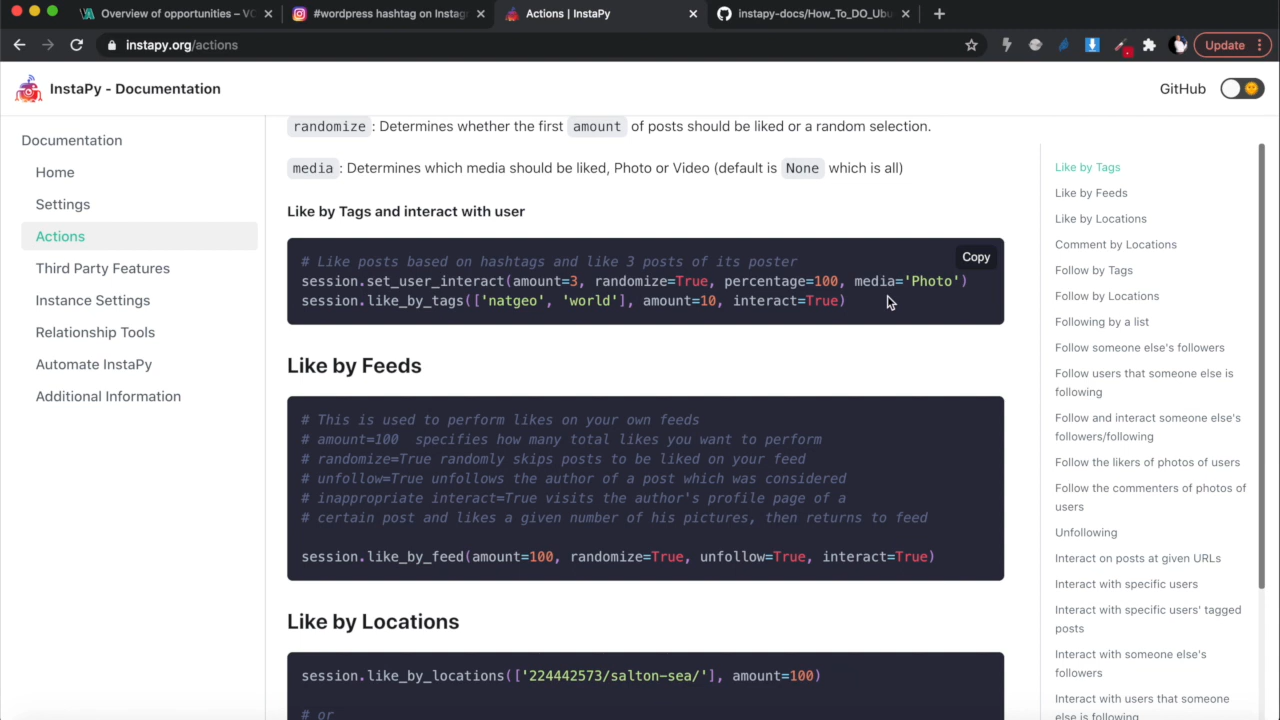 Overview of opportunities – VC
#wordpress hashtag on Instag
Actions | InstaPy
instapy-docs/How_To_DO_Ubu
instapy.org/actions
Update
InstaPy - Documentation
GitHub
Documentation
Home
Settings
Actions
Third Party Features
Instance Settings
Relationship Tools
Automate InstaPy
Additional Information
randomize : Determines whether the first amount of posts should be liked or a random selection.
media : Determines which media should be liked, Photo or Video (default is None which is all)
Like by Tags and interact with user
Copy
# Like posts based on hashtags and like 3 posts of its poster
session.set_user_interact(amount=3, randomize=True, percentage=100, media='Photo')
session.like_by_tags(['natgeo', 'world'], amount=10, interact=True)
Like by Feeds
# This is used to perform likes on your own feeds
# amount=100  specifies how many total likes you want to perform
# randomize=True randomly skips posts to be liked on your feed
# unfollow=True unfollows the author of a post which was considered
# inappropriate interact=True visits the author's profile page of a
# certain post and likes a given number of his pictures, then returns to feed
session.like_by_feed(amount=100, randomize=True, unfollow=True, interact=True)
Like by Locations
session.like_by_locations(['224442573/salton-sea/'], amount=100)
# or
Like by Tags
Like by Feeds
Like by Locations
Comment by Locations
Follow by Tags
Follow by Locations
Following by a list
Follow someone else's followers
Follow users that someone else is
following
Follow and interact someone else's
followers/following
Follow the likers of photos of users
Follow the commenters of photos of
users
Unfollowing
Interact on posts at given URLs
Interact with specific users
Interact with specific users' tagged
posts
Interact with someone else's
followers
Interact with users that someone
else is following